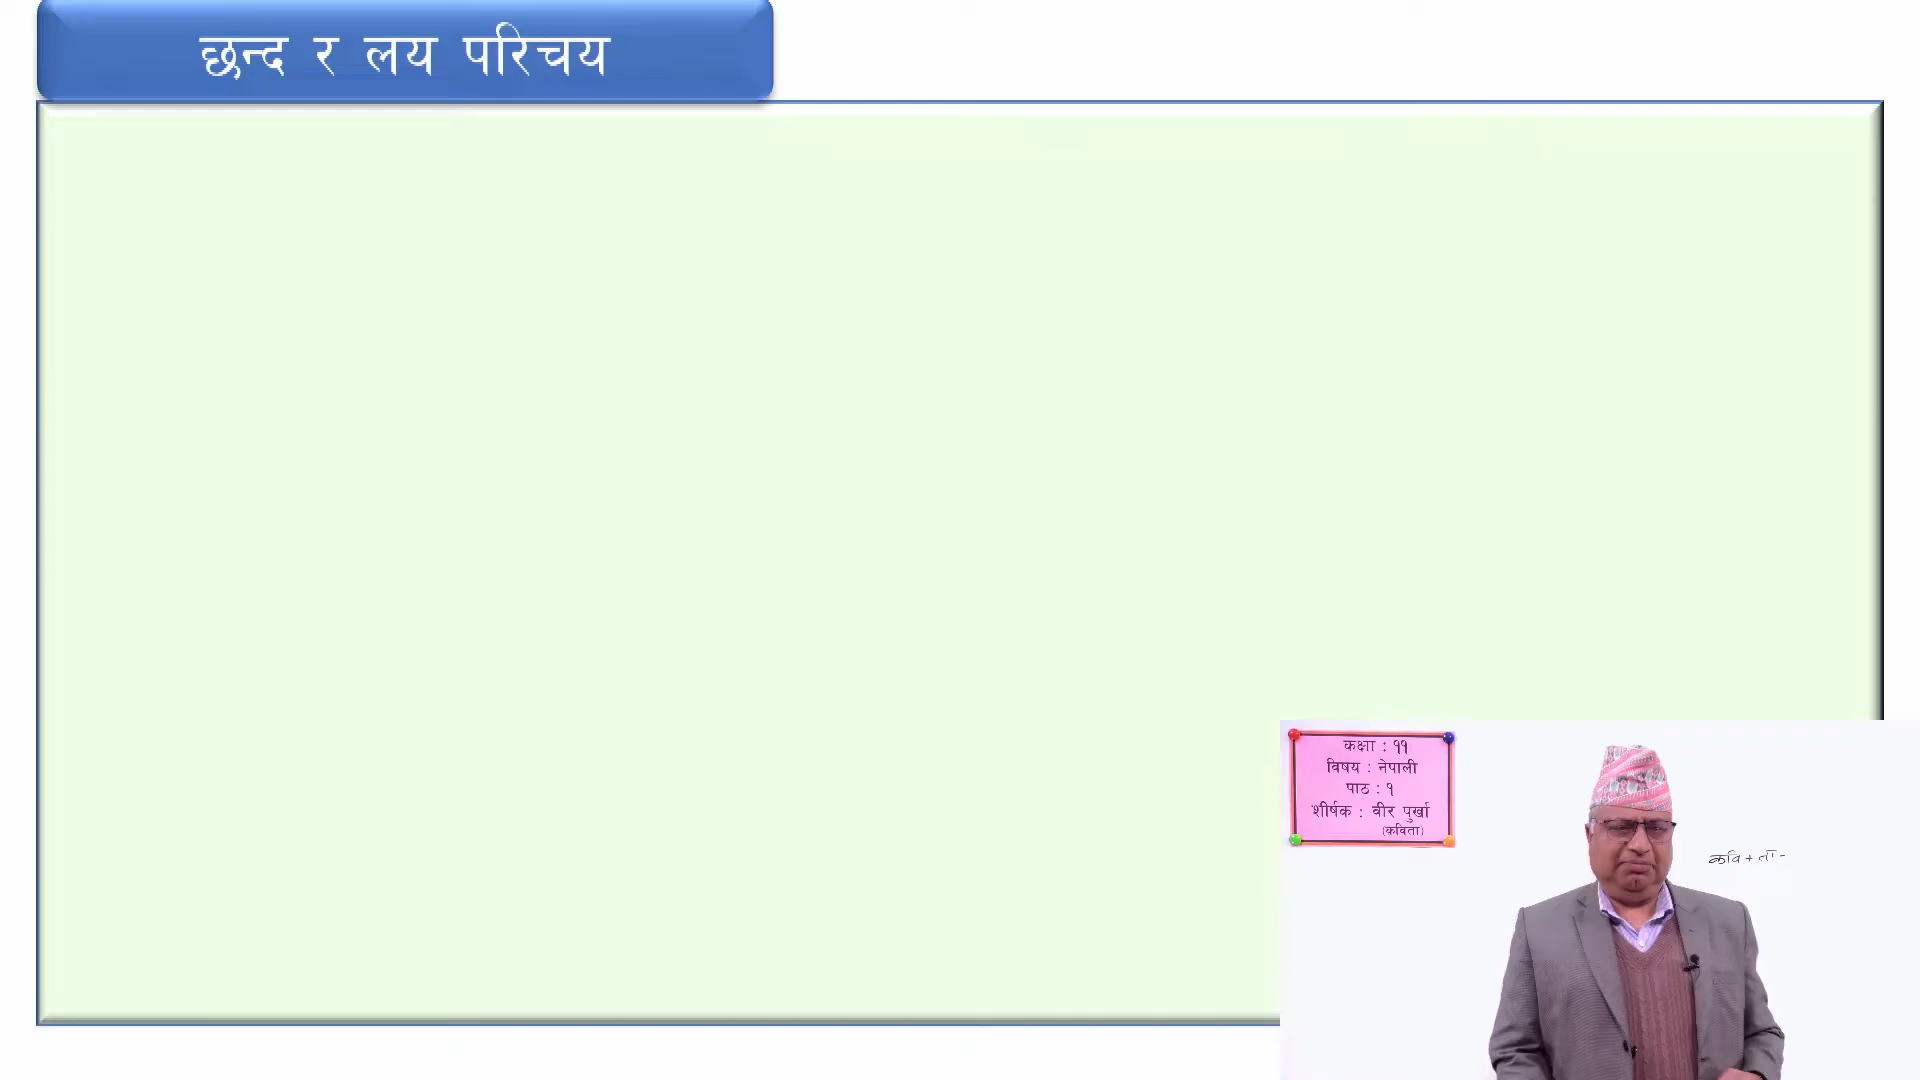 छन्द र लय परिचय
कक्षा : ११
विषय : नेपाली
पाठ : १
शीर्षक : वीर पुर्खा
(कविता)
कवि + ता -